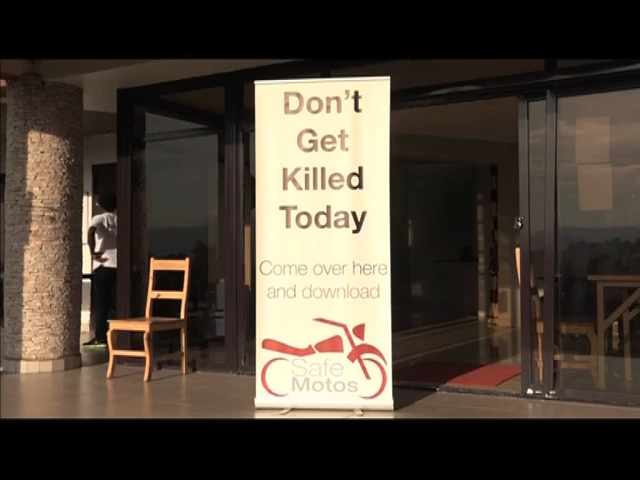 Don't
Get
Killed
Today
Come over here
and download
Safe
Motos